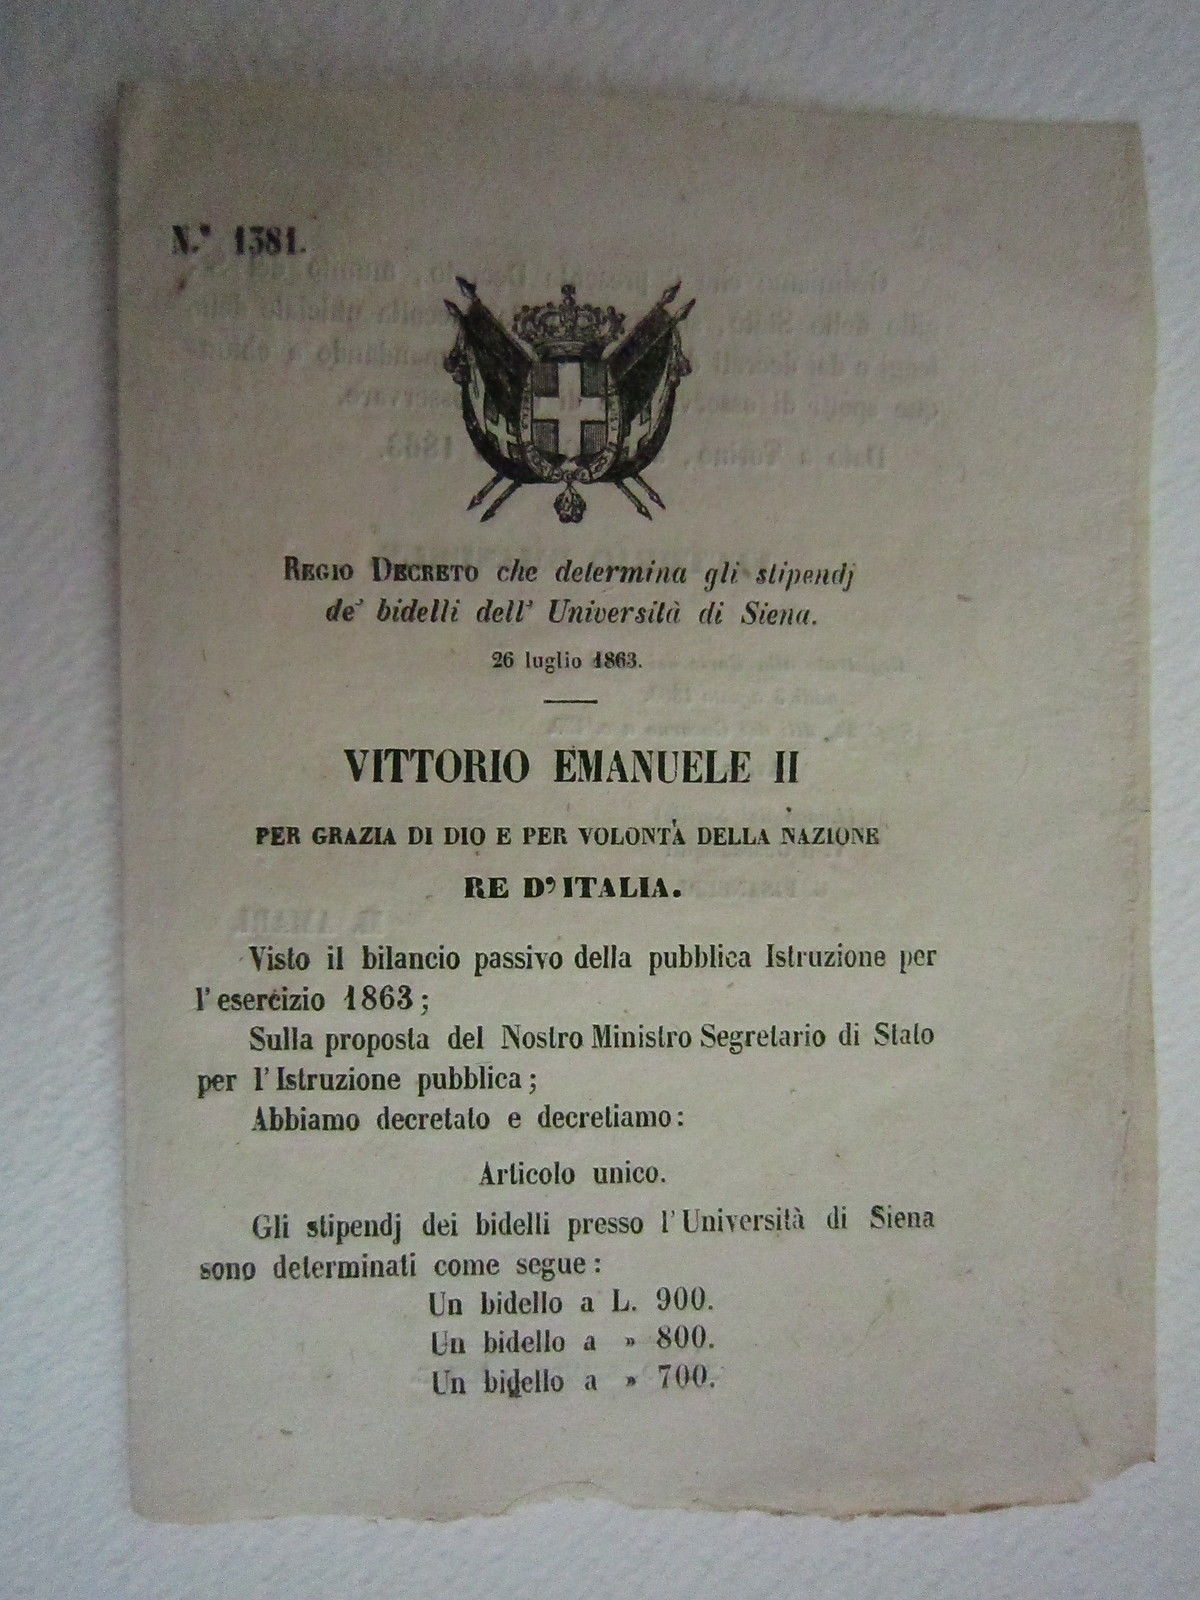 N.° 1381.
REGIO DECRETO che determina gli stipendj
de' bidelli dell' Università di Siena.
26 luglio 1863.
VITTORIO EMANUELE II
PER GRAZIA DI DIO E PER VOLONTÀ DELLA NAZIONE
RE D'ITALIA.
Visto il bilancio passivo della pubblica Istruzione per
l'esercizio 1863;
Sulla proposta del Nostro Ministro Segretario di Stato
per l'Istruzione pubblica;
Abbiamo decretato e decretiamo:
Articolo unico.
Gli stipendj dei bidelli presso l'Università di Siena
sono determinati come segue:
Un bidello a L. 900.
Un bidello a » 800.
Un bidello a » 700.